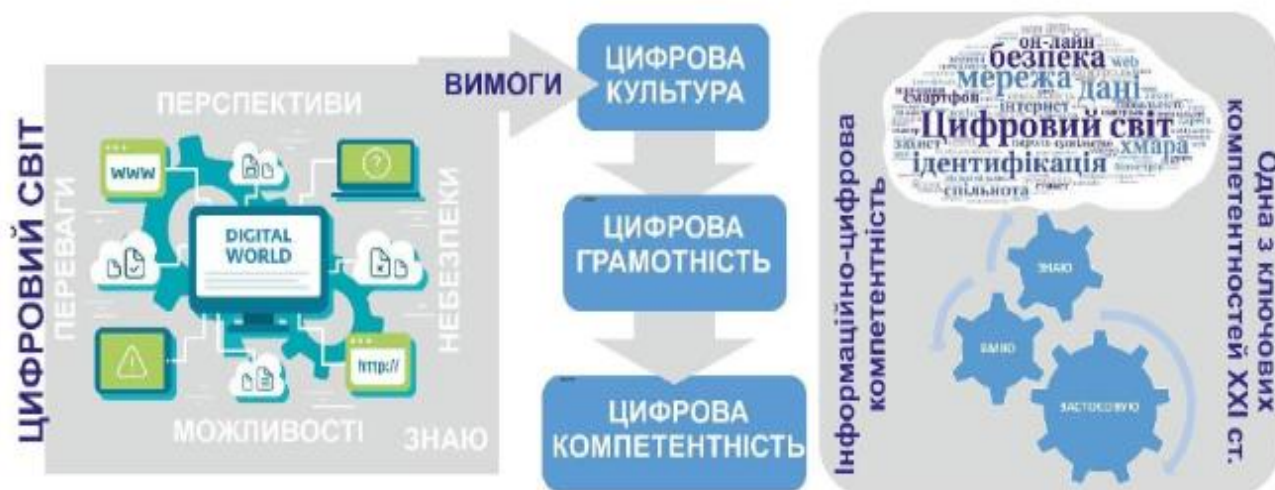 ЦИФРОВИЙ СВІТ
ПЕРЕВАГИ
ПЕРСПЕКТИВИ
WWW
?
DIGITAL
WORLD
http://
НЕБЕЗПЕКИ
МОЖЛИВОСТІ
ЗНАЮ
ВИМОГИ
ЦИФРОВА
КУЛЬТУРА
ЦИФРОВА
ГРАМОТНІСТЬ
ЦИФРОВА
КОМПЕТЕНТНІСТЬ
Інформаційно-цифрова
компетентність
он-лайн
безпека web
мережа дані
смартфон інтернет
Цифровий світ
захист хмара
ідентифікація
спільнота
ЗНАЮ
ВМІЮ
ЗАСТОСОВУЮ
Одна з ключових
компетентностей ХХІ ст.